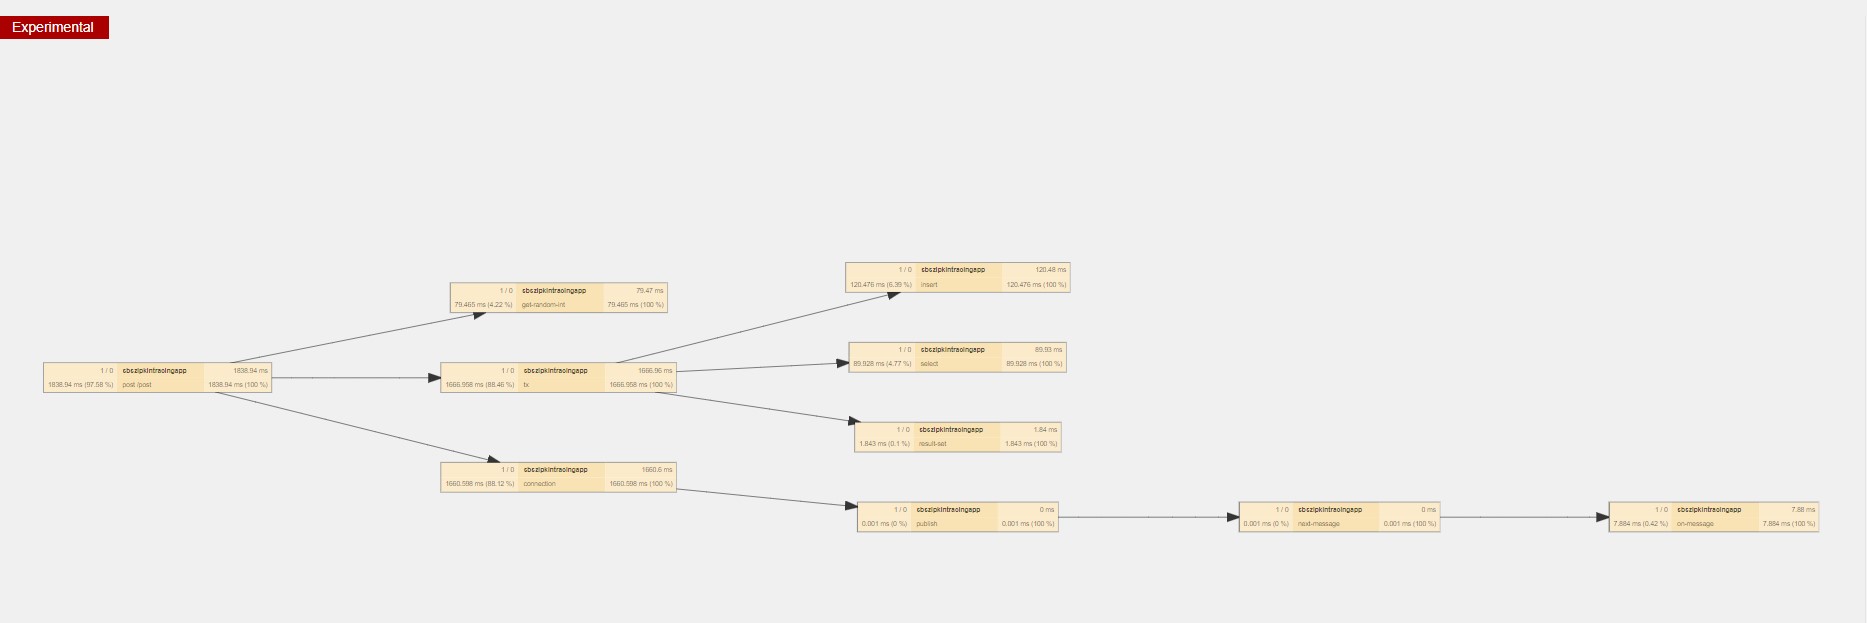 Experimental
1 / 0 sbszipkintracingapp 120.48 ms
120.476 ms (6.39 %) insert 120.476 ms (100 %)
1 / 0 sbszipkintracingapp 79.47 ms
79.465 ms (4.22 %) get-random-int 79.465 ms (100 %)
1 / 0 sbszipkintracingapp 89.93 ms
89.928 ms (4.77 %) select 89.928 ms (100 %)
1 / 0 sbszipkintracingapp 1838.94 ms
1838.94 ms (97.58 %) post /post 1838.94 ms (100 %)
1 / 0 sbszipkintracingapp 1666.96 ms
1666.958 ms (88.46 %) tx 1666.958 ms (100 %)
1 / 0 sbszipkintracingapp 1.84 ms
1.843 ms (0.1 %) result-set 1.843 ms (100 %)
1 / 0 sbszipkintracingapp 1660.6 ms
1660.598 ms (88.12 %) connection 1660.598 ms (100 %)
1 / 0 sbszipkintracingapp 0 ms
0.001 ms (0 %) publish 0.001 ms (100 %)
1 / 0 sbszipkintracingapp 0 ms
0.001 ms (0 %) next-message 0.001 ms (100 %)
1 / 0 sbszipkintracingapp 7.88 ms
7.884 ms (0.42 %) on-message 7.884 ms (100 %)